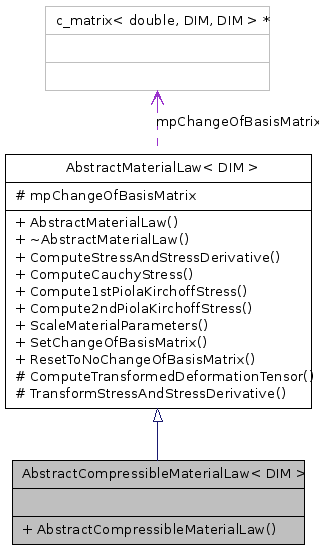 c_matrix< double, DIM, DIM > *
mpChangeOfBasisMatrix
AbstractMaterialLaw< DIM >
# mpChangeOfBasisMatrix
+ AbstractMaterialLaw()
+ ~AbstractMaterialLaw()
+ ComputeStressAndStressDerivative()
+ ComputeCauchyStress()
+ Compute1stPiolaKirchoffStress()
+ Compute2ndPiolaKirchoffStress()
+ ScaleMaterialParameters()
+ SetChangeOfBasisMatrix()
+ ResetToNoChangeOfBasisMatrix()
# ComputeTransformedDeformationTensor()
# TransformStressAndStressDerivative()
AbstractCompressibleMaterialLaw< DIM >
+ AbstractCompressibleMaterialLaw()